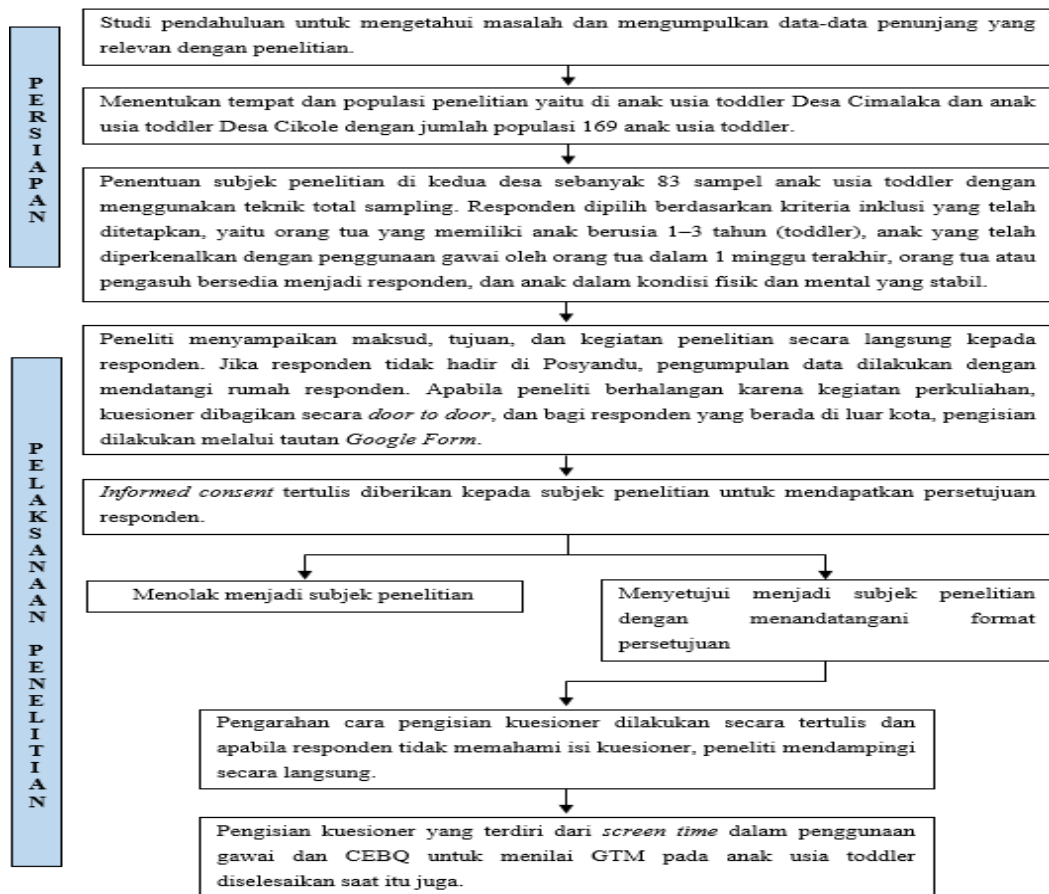 PERSIAPAN
Studi pendahuluan untuk mengetahui masalah dan mengumpulkan data-data penunjang yang
relevan dengan penelitian.
Menentukan tempat dan populasi penelitian yaitu di anak usia toddler Desa Cimalaka dan anak
usia toddler Desa Cikole dengan jumlah populasi 169 anak usia toddler.
Penentuan subjek penelitian di kedua desa sebanyak 83 sampel anak usia toddler dengan
menggunakan teknik total sampling. Responden dipilih berdasarkan kriteria inklusi yang telah
ditetapkan, yaitu orang tua yang memiliki anak berusia 1–3 tahun (toddler), anak yang telah
diperkenalkan dengan penggunaan gawai oleh orang tua dalam 1 minggu terakhir, orang tua atau
pengasuh bersedia menjadi responden, dan anak dalam kondisi fisik dan mental yang stabil.
PELAKSANAAN PENELITIAN
Peneliti menyampaikan maksud, tujuan, dan kegiatan penelitian secara langsung kepada
responden. Jika responden tidak hadir di Posyandu, pengumpulan data dilakukan dengan
mendatangi rumah responden. Apabila peneliti berhalangan karena kegiatan perkuliahan,
kuesioner dibagikan secara door to door, dan bagi responden yang berada di luar kota, pengisian
dilakukan melalui tautan Google Form.
Informed consent tertulis diberikan kepada subjek penelitian untuk mendapatkan persetujuan
responden.
Menolak menjadi subjek penelitian
Menyetujui menjadi subjek penelitian
dengan menandatangani format
persetujuan
Pengarahan cara pengisian kuesioner dilakukan secara tertulis dan
apabila responden tidak memahami isi kuesioner, peneliti mendampingi
secara langsung.
Pengisian kuesioner yang terdiri dari screen time dalam penggunaan
gawai dan CEBQ untuk menilai GTM pada anak usia toddler
diselesaikan saat itu juga.